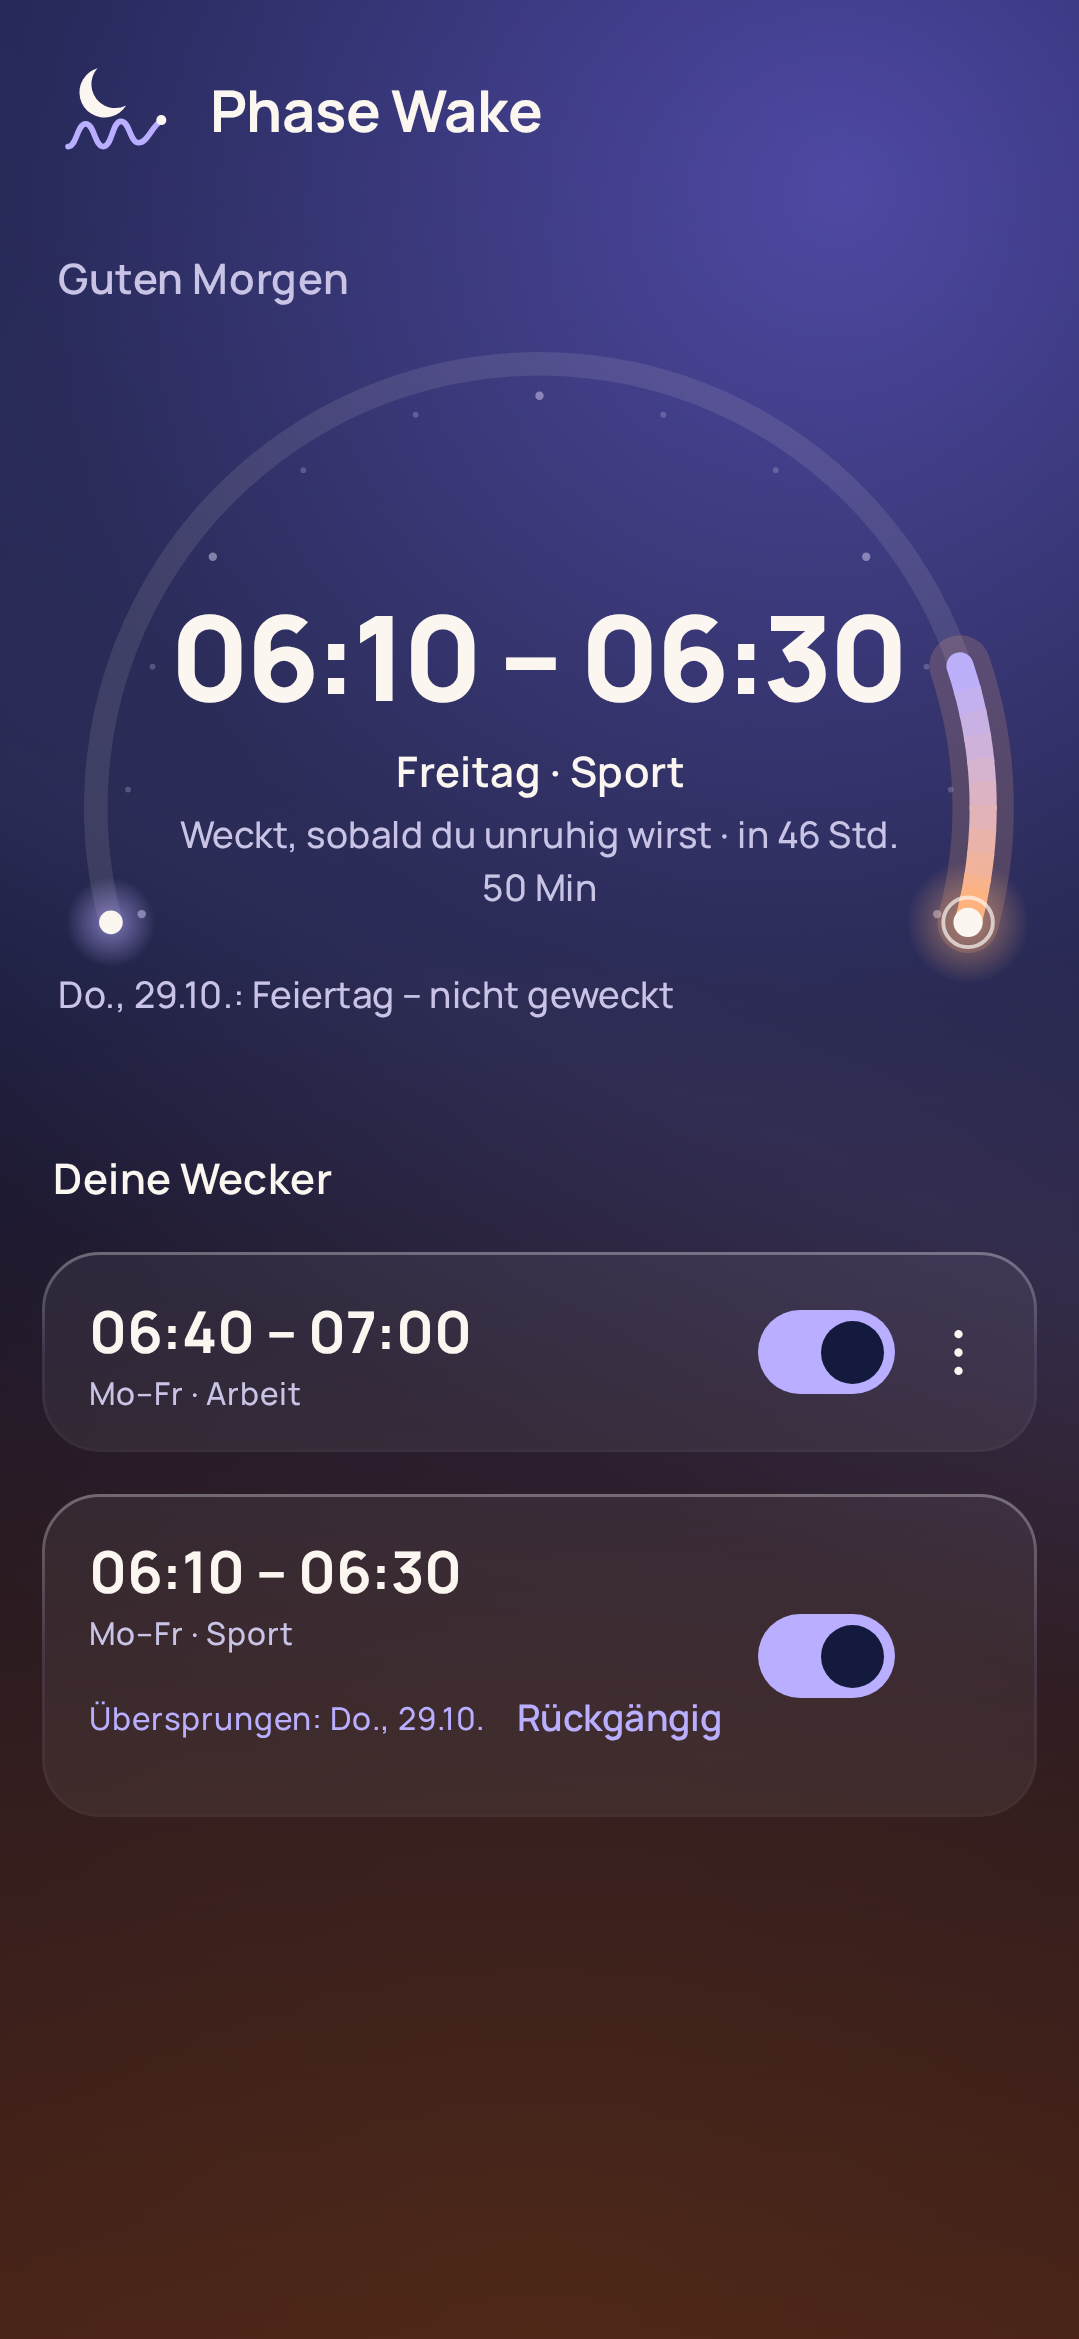 Phase Wake
Guten Morgen
06:10 – 06:30
Freitag · Sport
Weckt, sobald du unruhig wirst · in 46 Std.
50 Min
Do., 29.10.: Feiertag – nicht geweckt
Deine Wecker
06:40 – 07:00
Mo–Fr · Arbeit
06:10 – 06:30
Mo–Fr · Sport
Übersprungen: Do., 29.10. Rückgängig